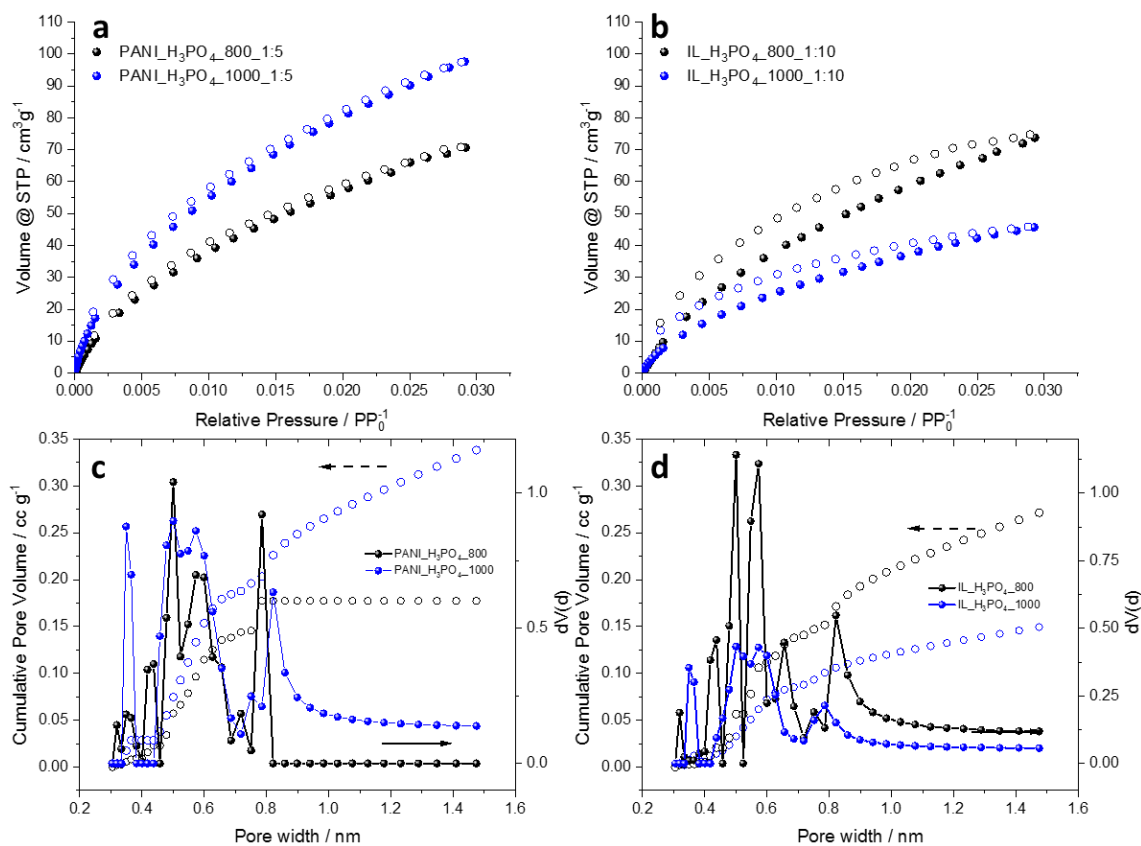 a
PANI_H₃PO₄_800_1:5
PANI_H₃PO₄_1000_1:5
Volume @ STP / cm³g⁻¹
110
100
90
80
70
60
50
40
30
20
10
0
0.000 0.005 0.010 0.015 0.020 0.025 0.030
Relative Pressure / PP₀⁻¹
b
IL_H₃PO₄_800_1:10
IL_H₃PO₄_1000_1:10
Volume @ STP / cm³g⁻¹
110
100
90
80
70
60
50
40
30
20
10
0
0.000 0.005 0.010 0.015 0.020 0.025 0.030
Relative Pressure / PP₀⁻¹
c
PANI_H₃PO₄_800
PANI_H₃PO₄_1000
Cumulative Pore Volume / cc g⁻¹
0.35
0.30
0.25
0.20
0.15
0.10
0.05
0.00
0.2 0.4 0.6 0.8 1.0 1.2 1.4 1.6
Pore width / nm
1.0
0.5
0.0
dV(d)
d
IL_H₃PO₄_800
IL_H₃PO₄_1000
Cumulative Pore Volume / cc g⁻¹
0.35
0.30
0.25
0.20
0.15
0.10
0.05
0.00
0.2 0.4 0.6 0.8 1.0 1.2 1.4 1.6
Pore width / nm
1.00
0.75
0.50
0.25
0.00
dV(d)